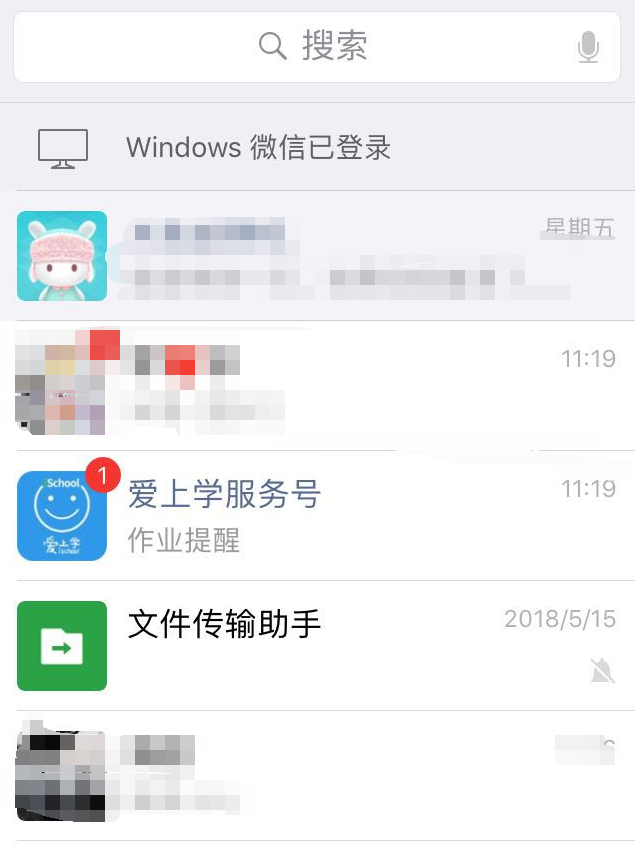 搜索
Windows 微信已登录
星期五
11:19
School
1
爱上学服务号
11:19
爱上学
ischool
作业提醒
文件传输助手
2018/5/15